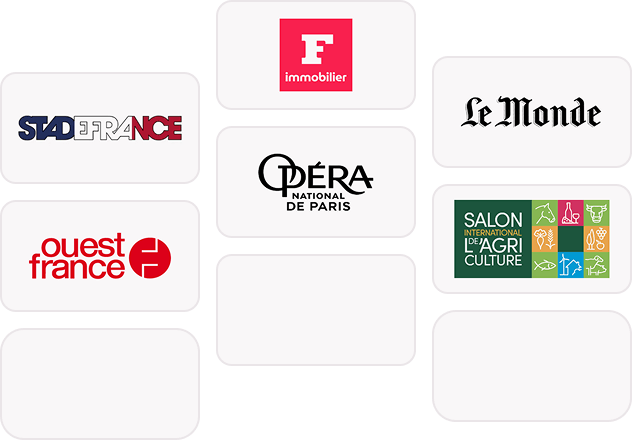 STADEFRANCE
ouest
france
F
immobilier
OPÉRA
NATIONAL
DE PARIS
Le Monde
SALON
INTERNATIONAL
DE L'AGRI
CULTURE